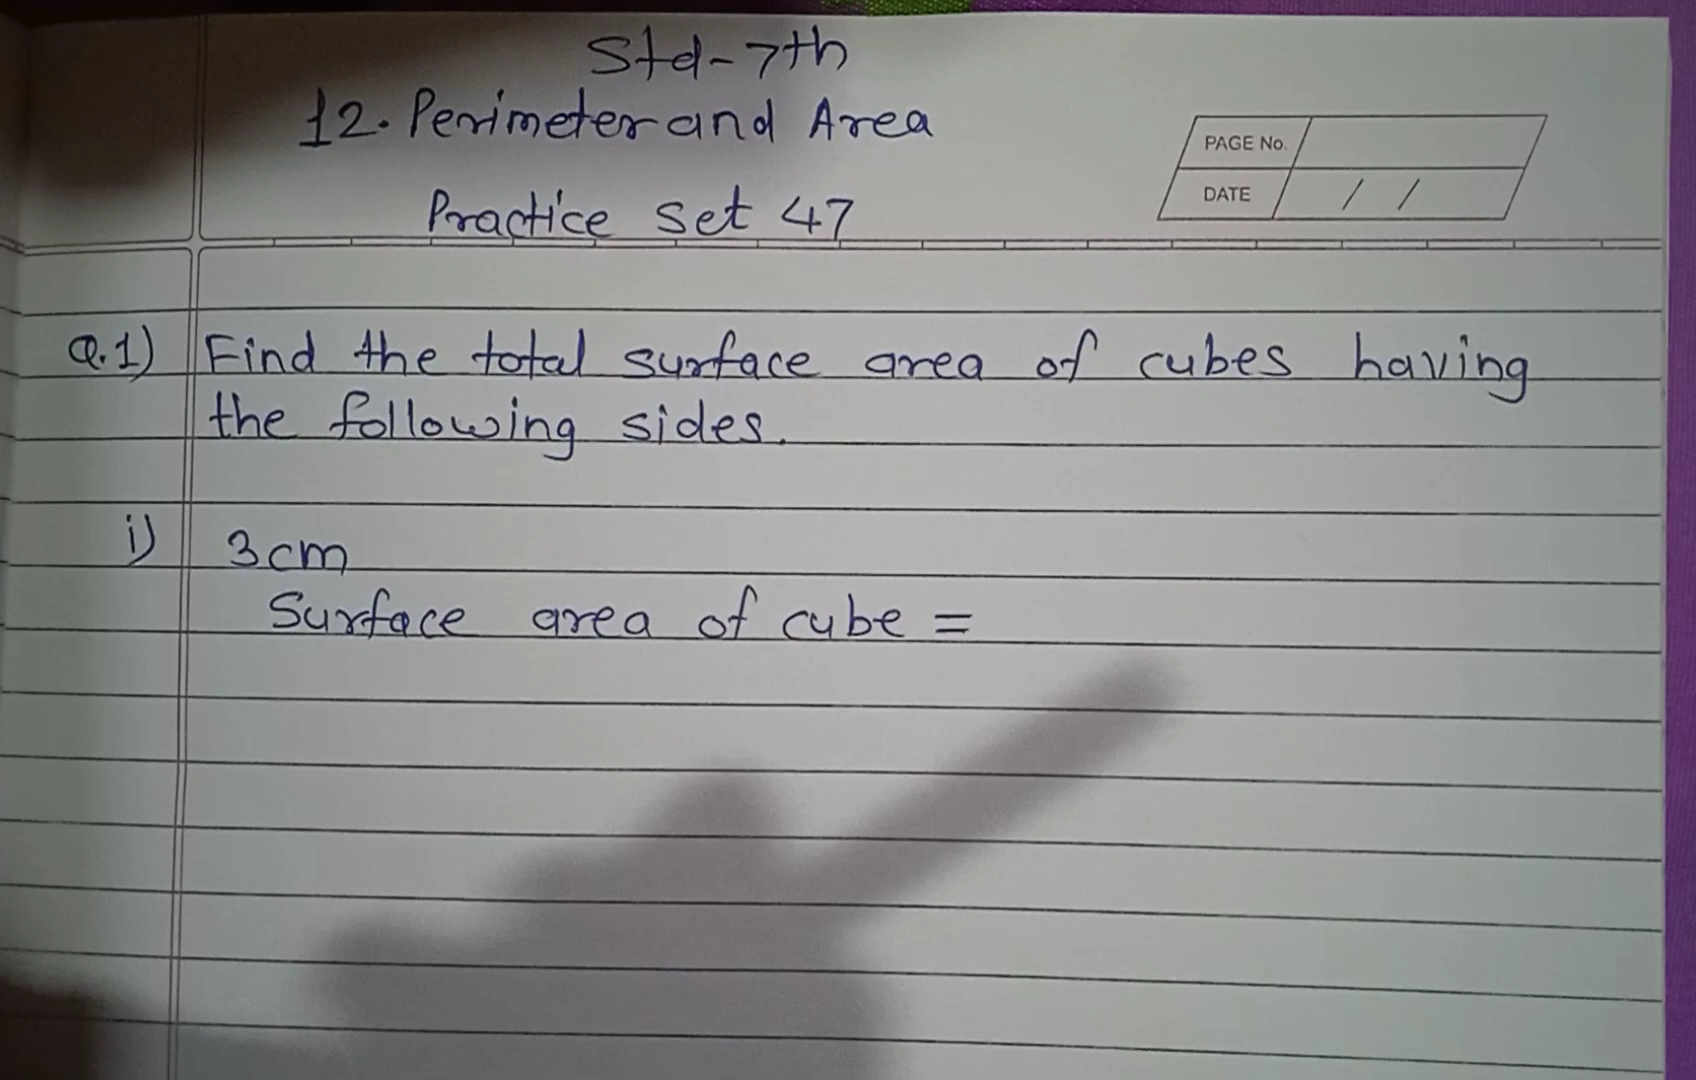 Std-7th
12. Perimeter and Area
Practice set 47
PAGE No.
DATE / /
Q.1) Find the total surface area of cubes having
the following sides.
i) 3cm
Surface area of cube =